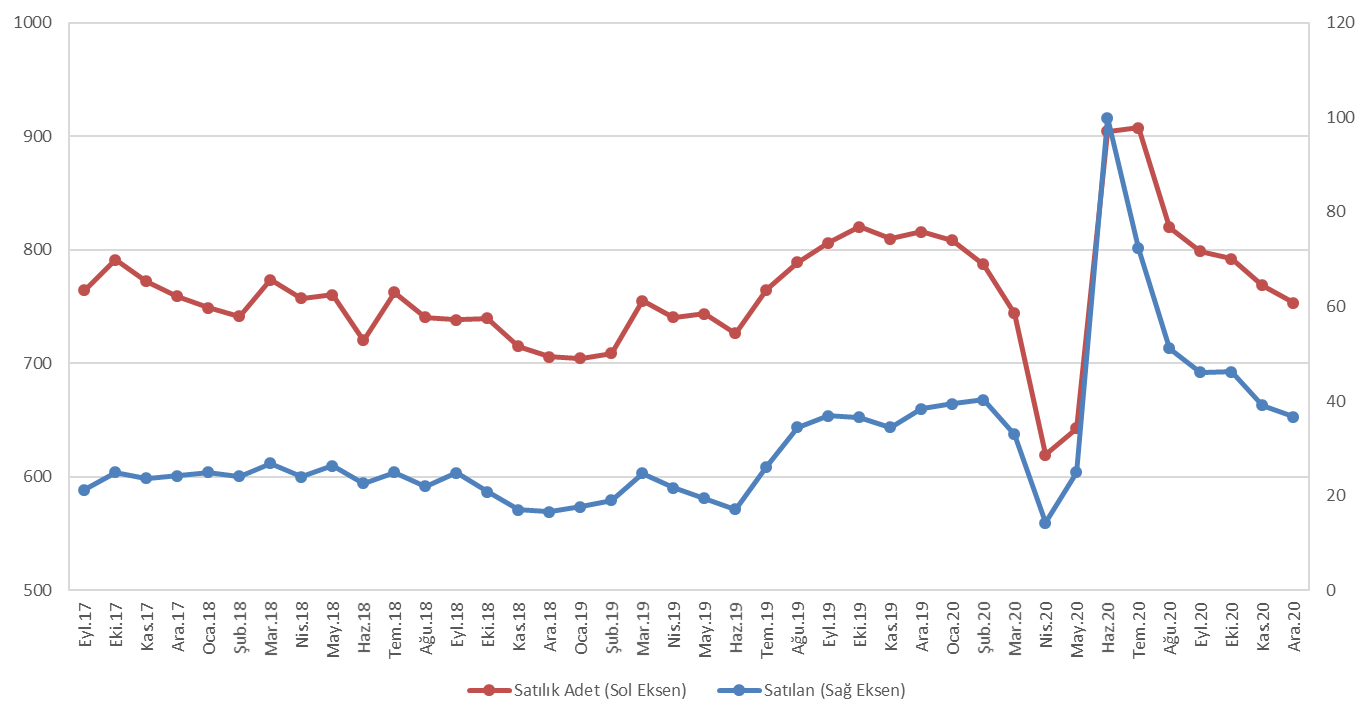 1000
900
800
700
600
500
120
100
80
60
40
20
0
Eyl.17
Eki.17
Kas.17
Ara.17
Oca.18
Şub.18
Mar.18
Nis.18
May.18
Haz.18
Tem.18
Ağu.18
Eyl.18
Eki.18
Kas.18
Ara.18
Oca.19
Şub.19
Mar.19
Nis.19
May.19
Haz.19
Tem.19
Ağu.19
Eyl.19
Eki.19
Kas.19
Ara.19
Oca.20
Şub.20
Mar.20
Nis.20
May.20
Haz.20
Tem.20
Ağu.20
Eyl.20
Eki.20
Kas.20
Ara.20
Satılık Adet (Sol Eksen)
Satılan (Sağ Eksen)